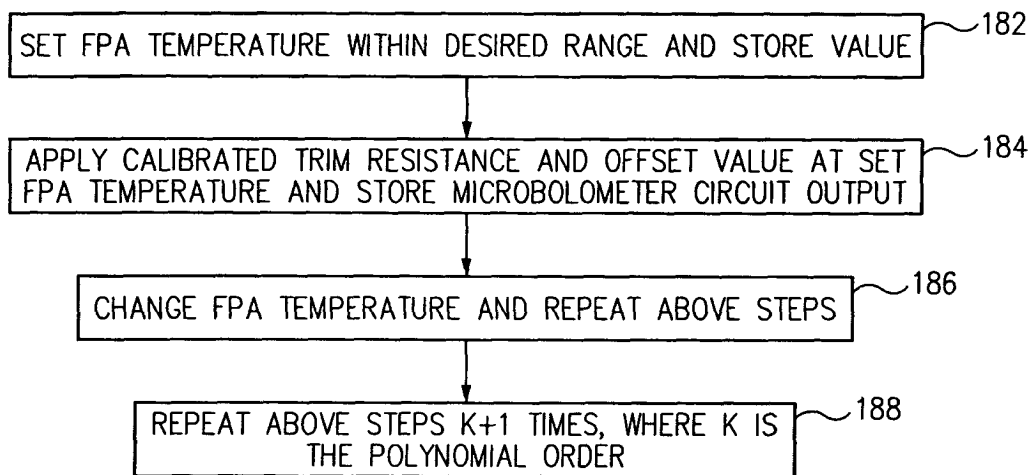 SET FPA TEMPERATURE WITHIN DESIRED RANGE AND STORE VALUE
182
APPLY CALIBRATED TRIM RESISTANCE AND OFFSET VALUE AT SET
FPA TEMPERATURE AND STORE MICROBOLOMETER CIRCUIT OUTPUT
184
CHANGE FPA TEMPERATURE AND REPEAT ABOVE STEPS
186
REPEAT ABOVE STEPS K+1 TIMES, WHERE K IS
THE POLYNOMIAL ORDER
188